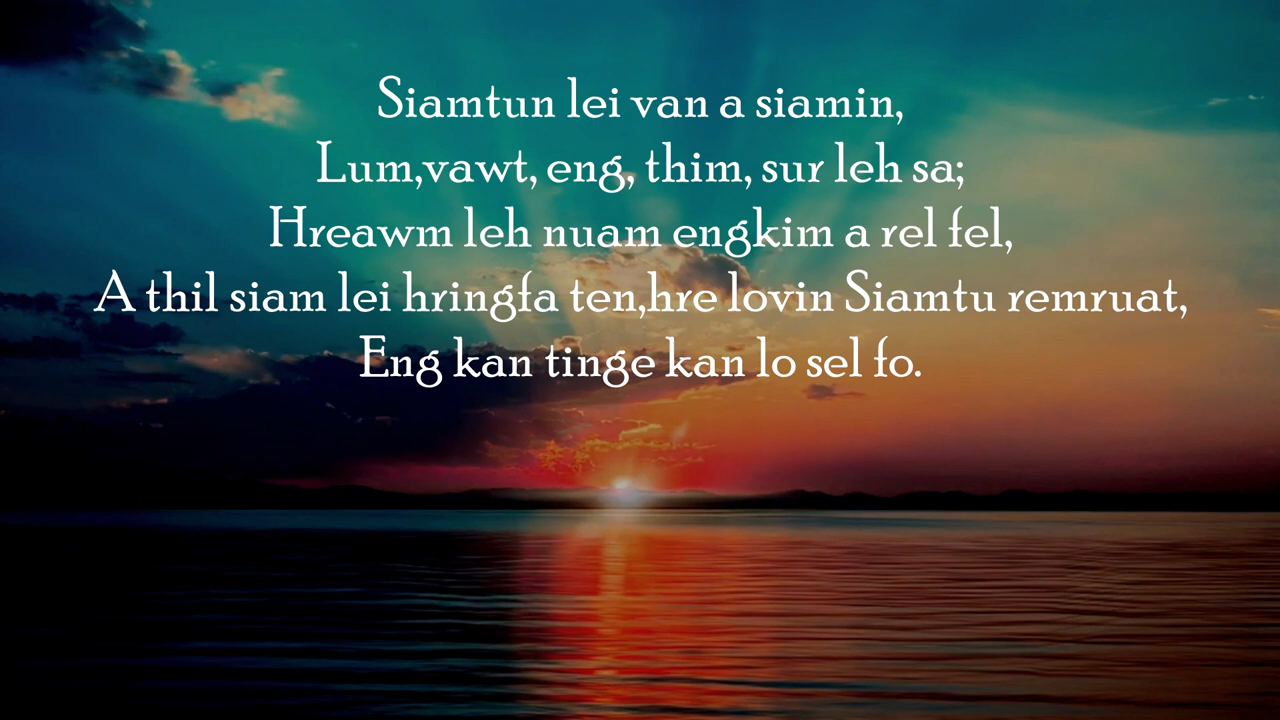 Siamtun lei van a siamin,
Lum,vawt, eng, thim, sur leh sa;
Hreawm leh nuam engkim a rel fel,
A thil siam lei hringfa ten,hre lovin Siamtu remruat,
Eng kan tinge kan lo sel fo.